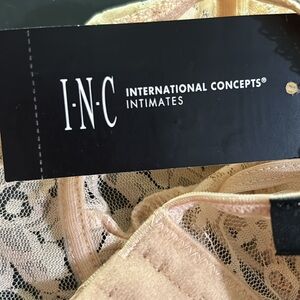 I·N·C
INTERNATIONAL CONCEPTS®
INTIMATES